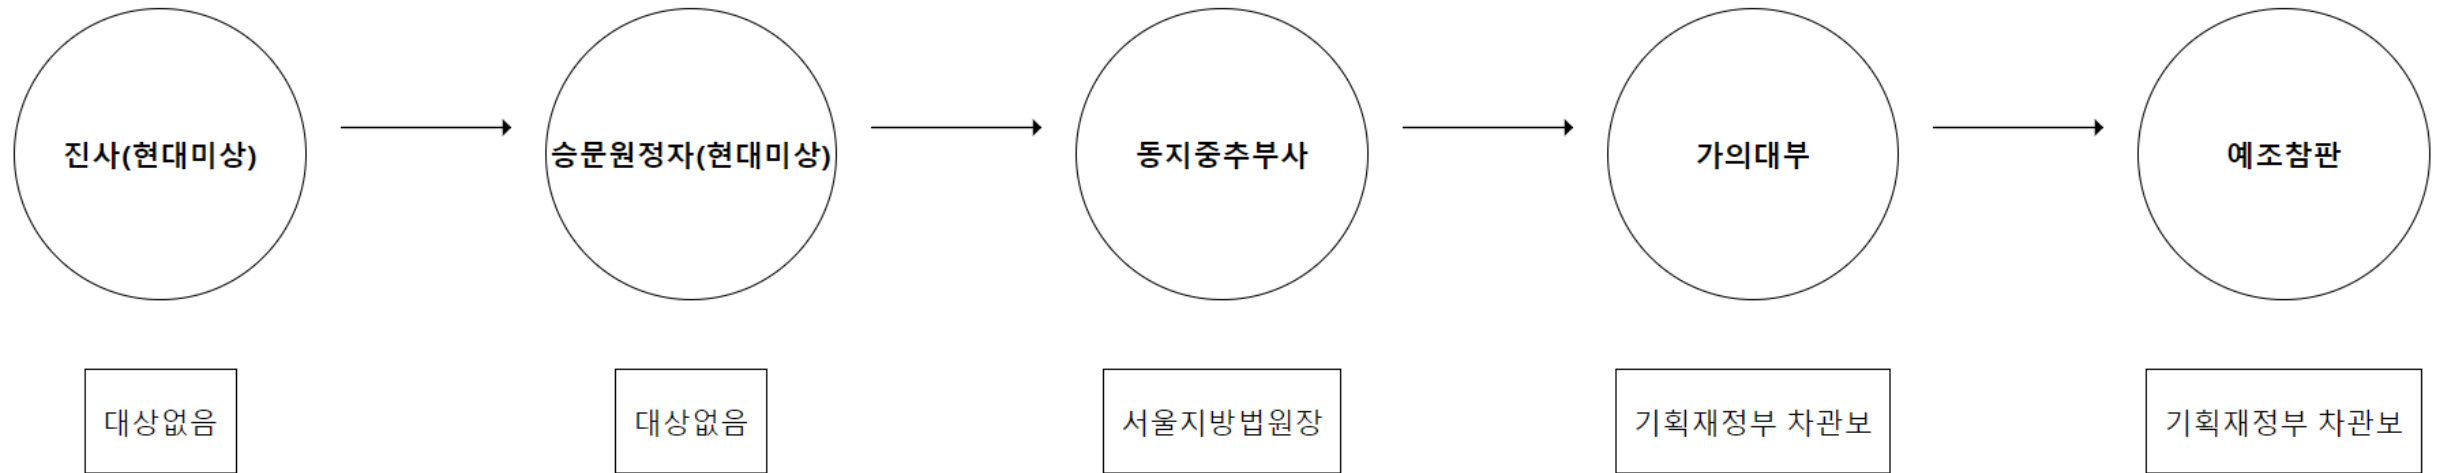 진사(현대미상)
승문원정자(현대미상)
동지중추부사
가의대부
예조참판
대상없음
대상없음
서울지방법원장
기획재정부 차관보
기획재정부 차관보